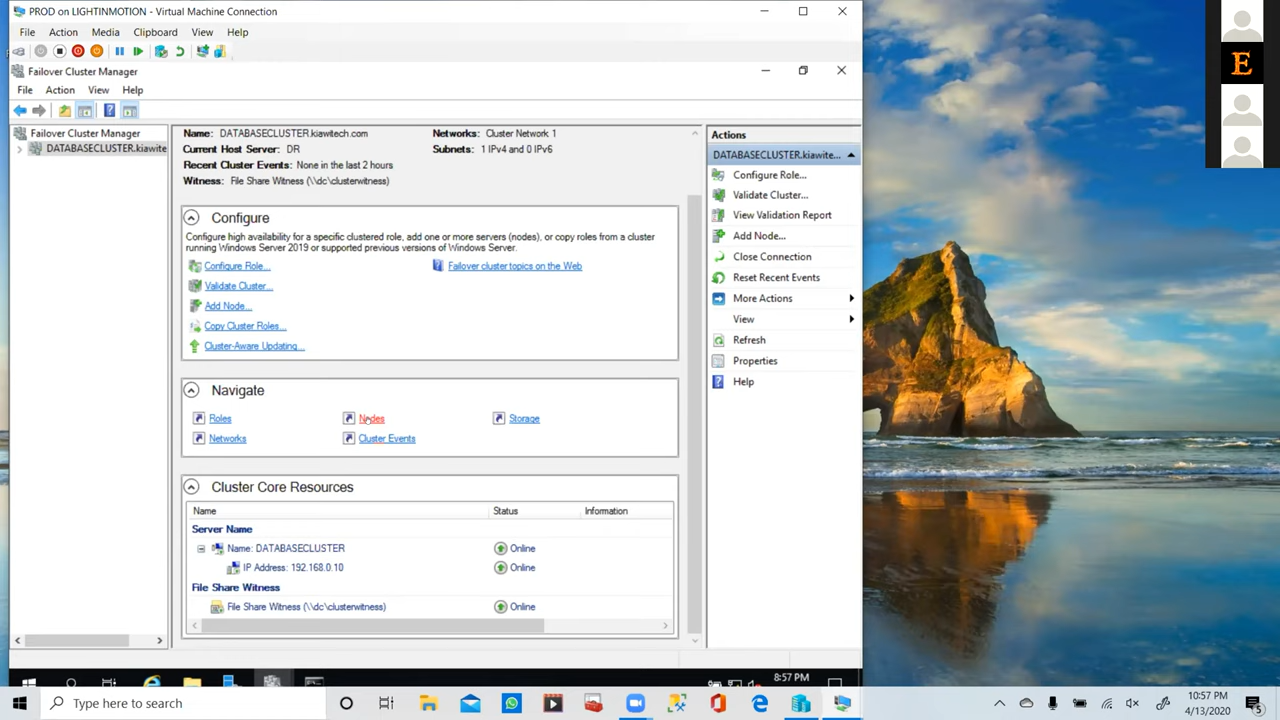 PROD on LIGHTINMOTION - Virtual Machine Connection
File Action Media Clipboard View Help
Failover Cluster Manager
File Action View Help
Failover Cluster Manager
DATABASECLUSTER.kiawite
Name: DATABASECLUSTER.kiawitech.com
Networks: Cluster Network 1
Current Host Server: DR
Subnets: 1 IPv4 and 0 IPv6
Recent Cluster Events: None in the last 2 hours
Witness: File Share Witness (\\dc\clusterwitness)
Configure
Configure high availability for a specific clustered role, add one or more servers (nodes), or copy roles from a cluster
running Windows Server 2019 or supported previous versions of Windows Server.
Configure Role...
Failover cluster topics on the Web
Validate Cluster...
Add Node...
Copy Cluster Roles...
Cluster-Aware Updating...
Navigate
Roles Nodes Storage
Networks Cluster Events
Cluster Core Resources
Name Status Information
Server Name
Name: DATABASECLUSTER Online
IP Address: 192.168.0.10 Online
File Share Witness
File Share Witness (\\dc\clusterwitness) Online
Actions
DATABASECLUSTER.kiawite...
Configure Role...
Validate Cluster...
View Validation Report
Add Node...
Close Connection
Reset Recent Events
More Actions
View
Refresh
Properties
Help
E
8:57 PM
Type here to search
10:57 PM
4/13/2020
5